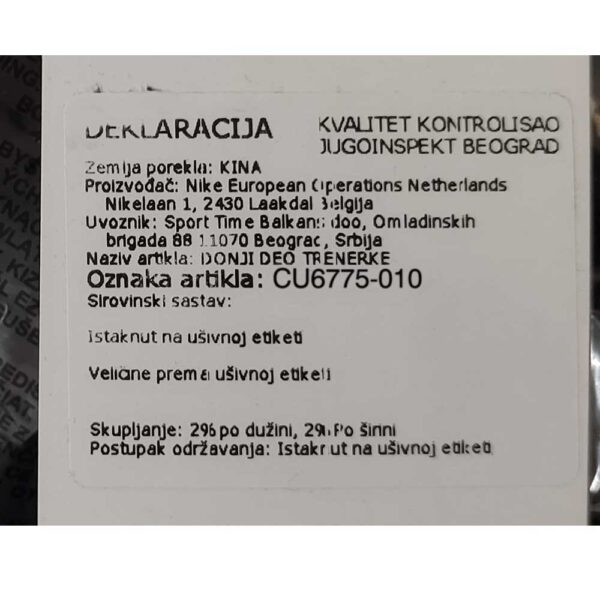 DEKLARACIJA
KVALITET KONTROLISAO
JUGOINSPEKT BEOGRAD
Zemlja porekla: KINA
Proizvođač: Nike European Operations Netherlands
Nikelaan 1, 2430 Laakdal Belgija
Uvoznik: Sport Time Balkans doo, Omladinskih
brigada 88 11070 Beograd, Srbija
Naziv artikla: DONJI DEO TRENERKE
Oznaka artikla: CU6775-010
Sirovinski sastav:
Istaknut na ušivnoj etiketi
Veličine prema ušivnoj etiketi
Skupljanje: 2% po dužini, 2% Po širini
Postupak održavanja: Istaknut na ušivnoj etiketi